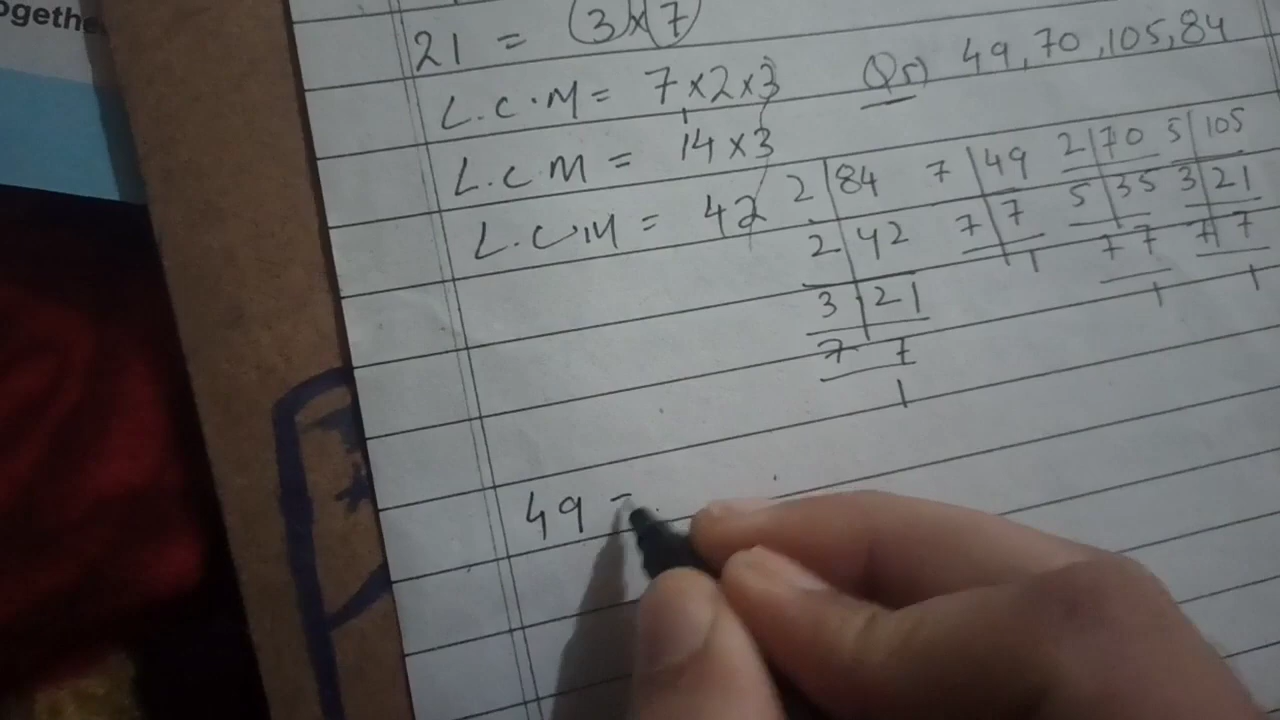 ogethe
21 = 3×7
L.C.M = 7×2×3
L.C.M = 14×3
L.C.M = 42
Qs) 49,70,105,84
2 84 7 49 2 70 5 105
2 42 7 7 5 35 3 21
3 21 1 7 7 7 7
7 7 1 1
1
49 =